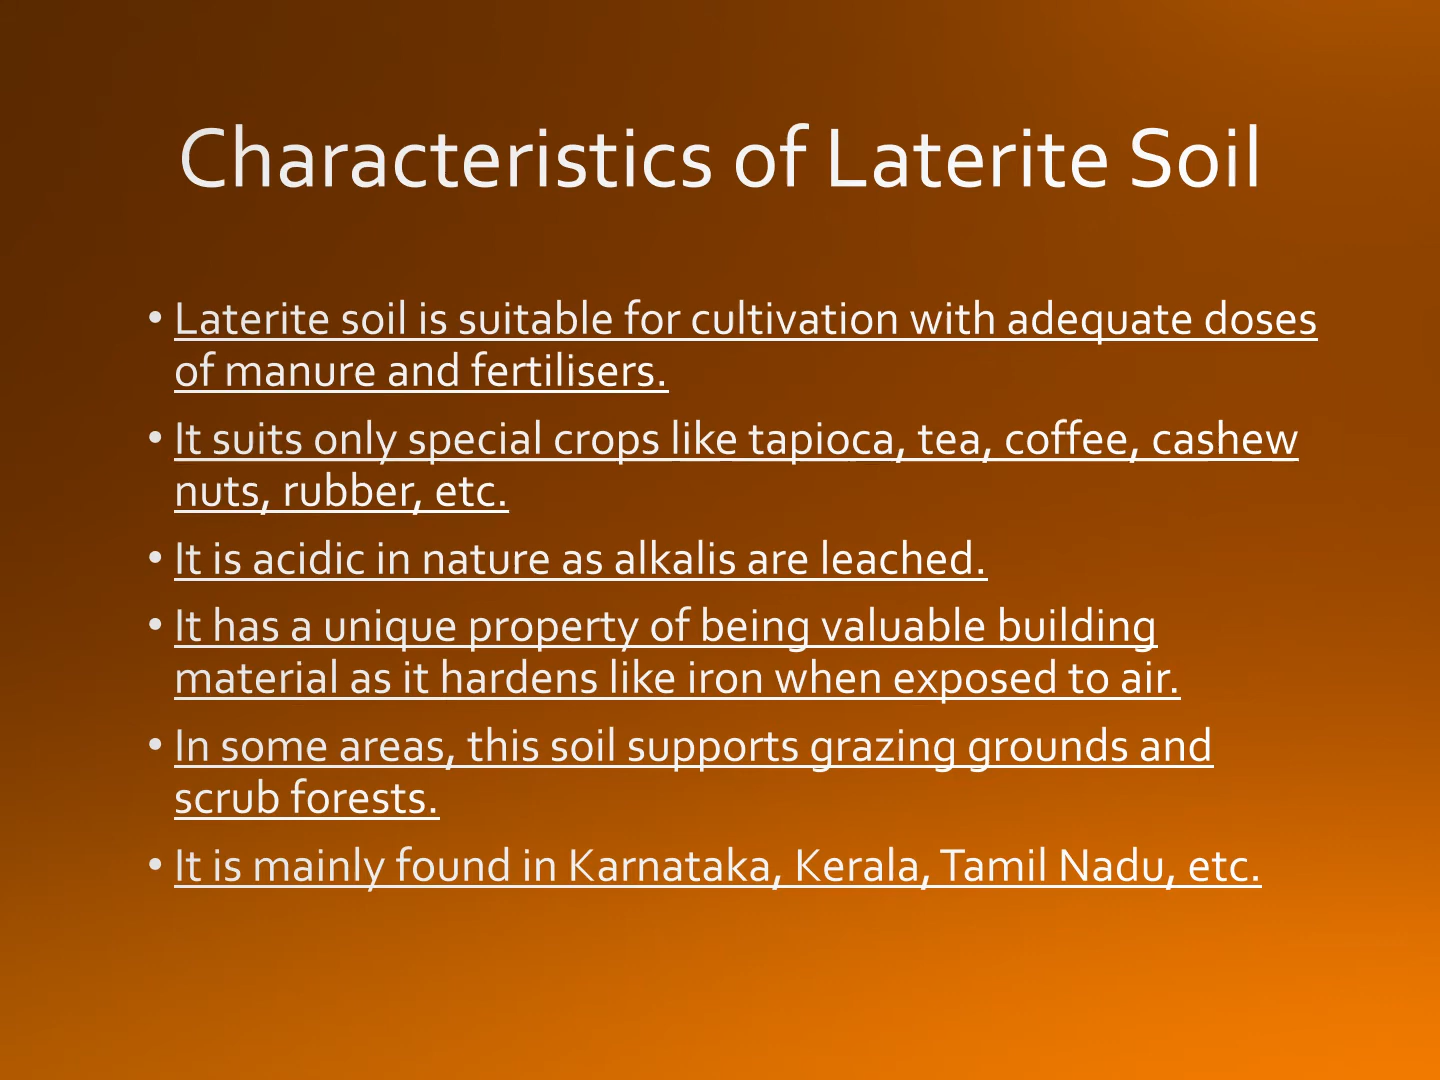 Characteristics of Laterite Soil
• Laterite soil is suitable for cultivation with adequate doses
of manure and fertilisers.
• It suits only special crops like tapioca, tea, coffee, cashew
nuts, rubber, etc.
• It is acidic in nature as alkalis are leached.
• It has a unique property of being valuable building
material as it hardens like iron when exposed to air.
• In some areas, this soil supports grazing grounds and
scrub forests.
• It is mainly found in Karnataka, Kerala, Tamil Nadu, etc.